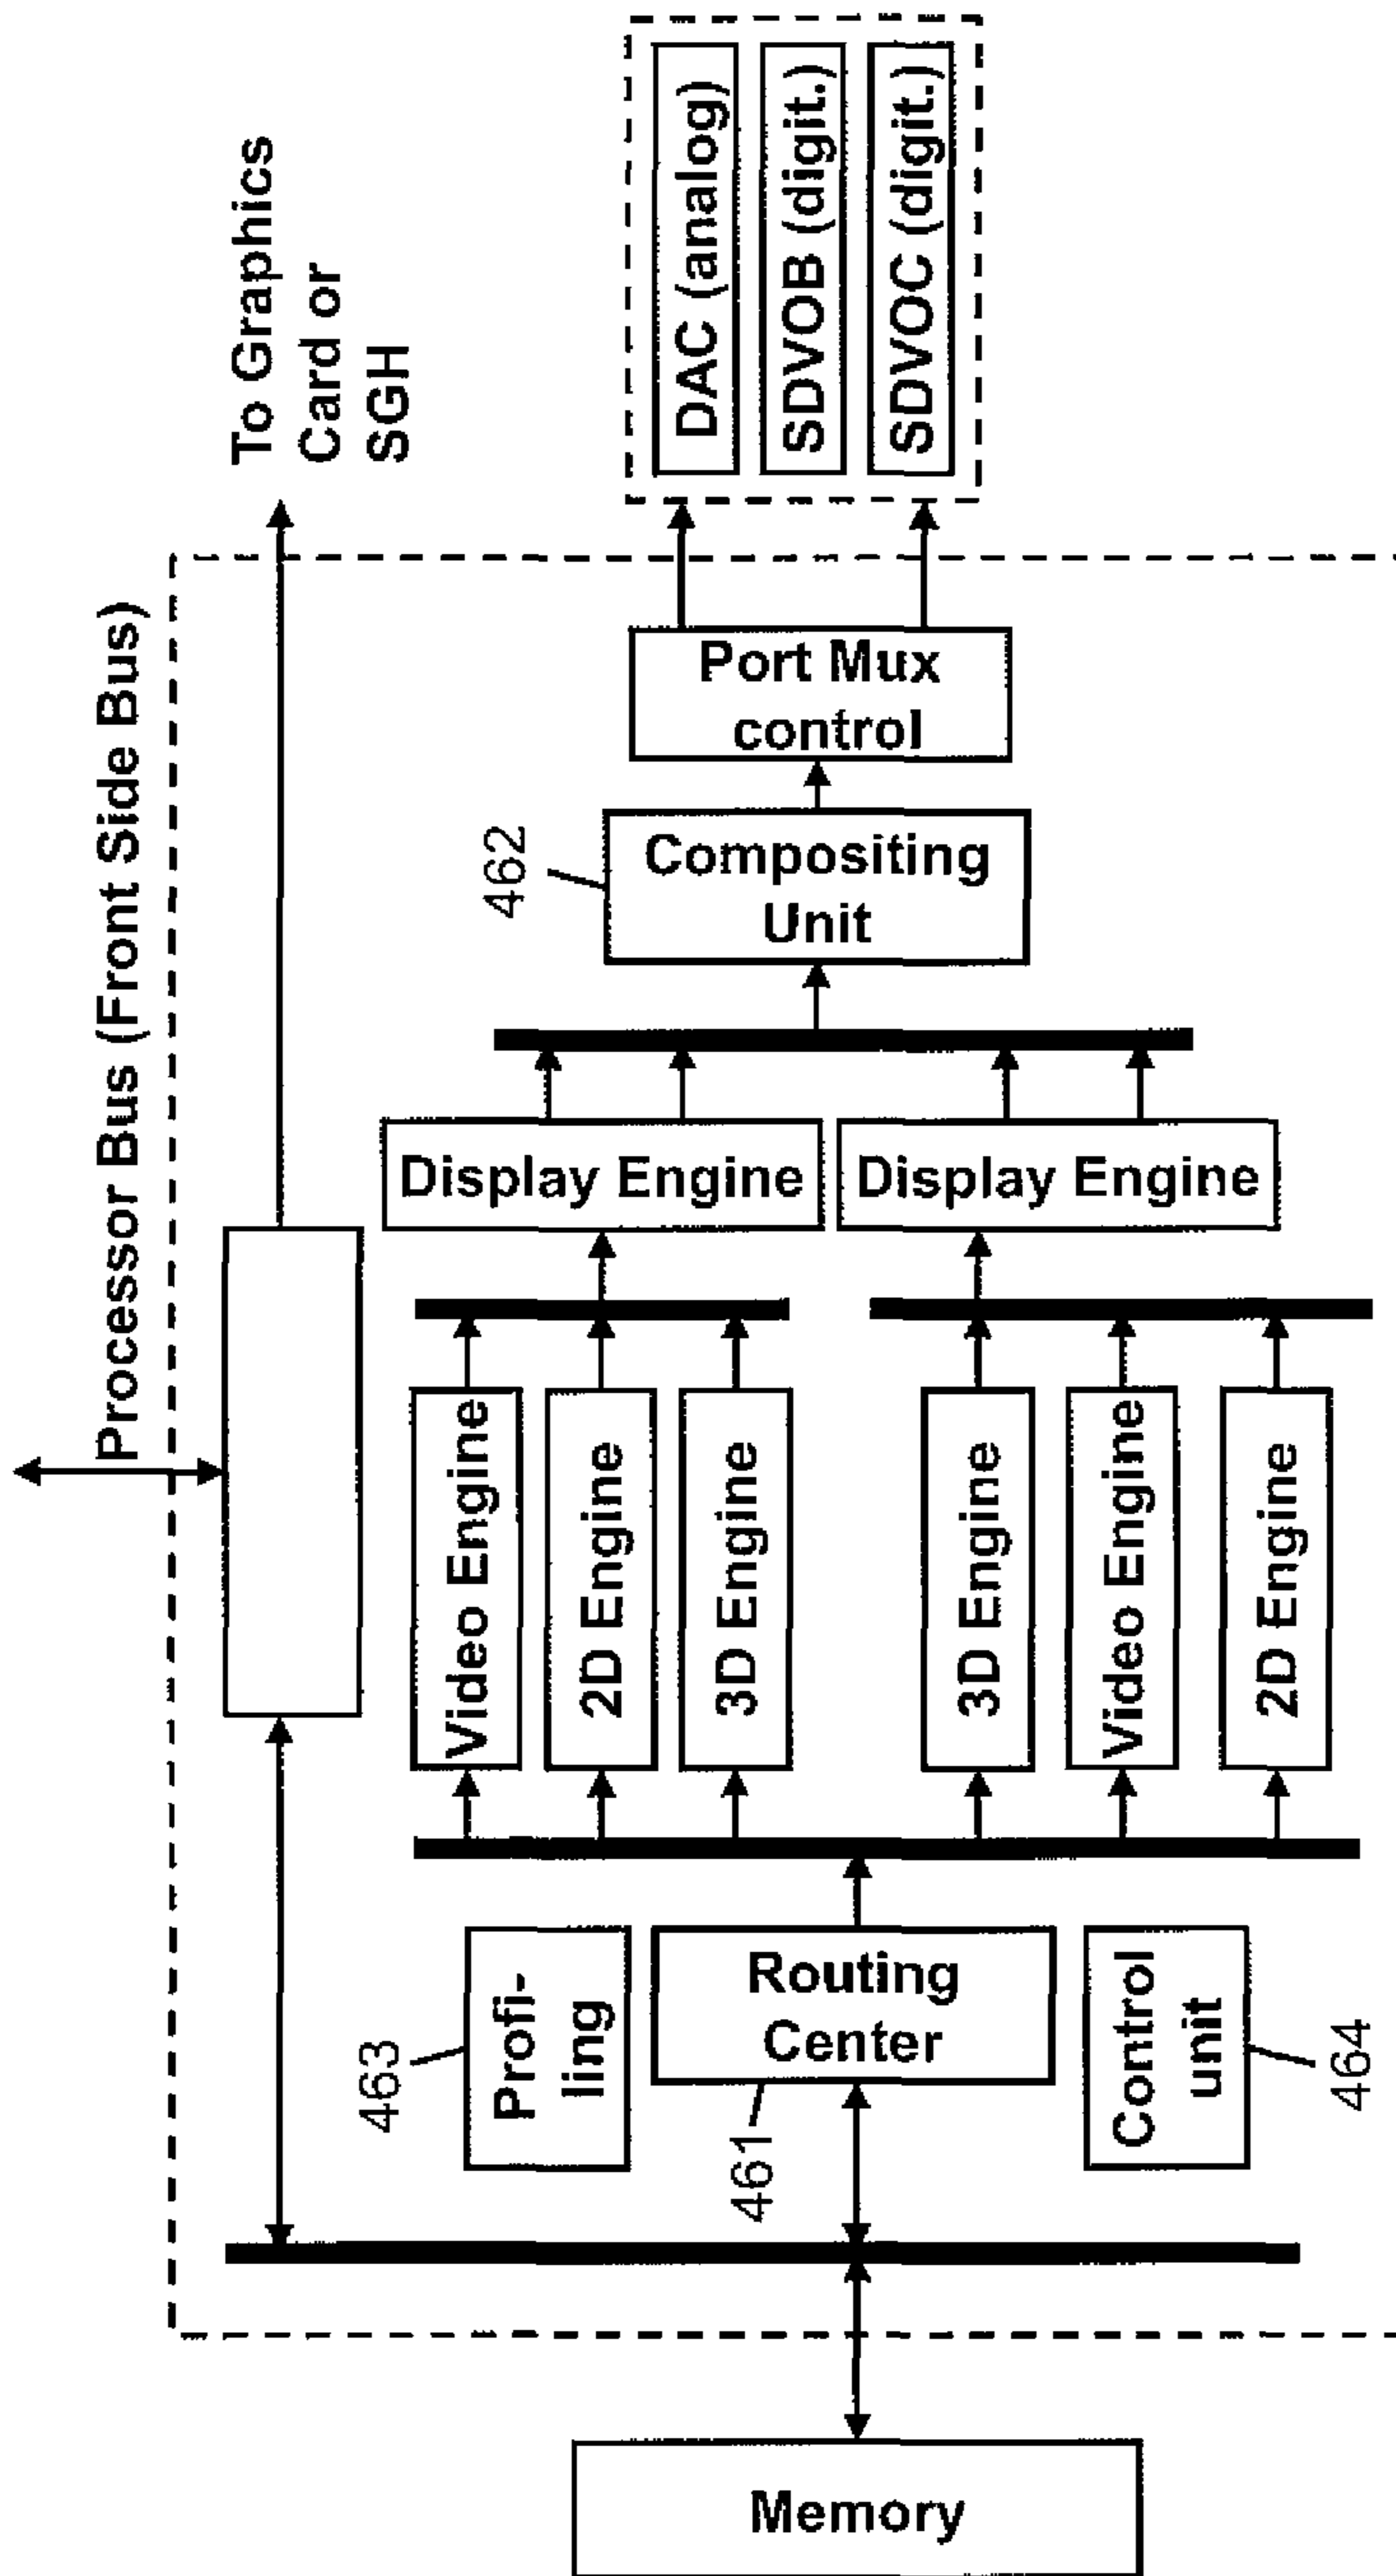 Processor Bus (Front Side Bus)
To Graphics
Card or
SGH
DAC (analog)
SDVOB (digit.)
SDVOC (digit.)
Port Mux
control
462
Compositing
Unit
Display Engine
Display Engine
Video Engine
2D Engine
3D Engine
3D Engine
Video Engine
2D Engine
463
Profi-
ling
Routing
Center
461
Control
unit
464
Memory